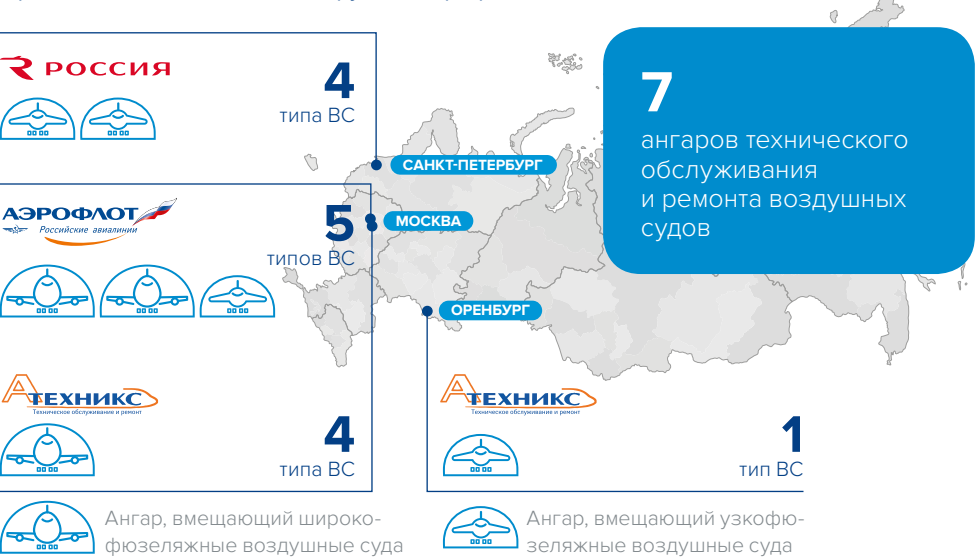 РОССИЯ
4
типа ВС
САНКТ-ПЕТЕРБУРГ
7
ангаров технического
обслуживания
и ремонта воздушных
судов
АЭРОФЛОТ
Российские авиалинии
5
типов ВС
МОСКВА
ОРЕНБУРГ
А ТЕХНИКС
Техническое обслуживание и ремонт
4
типа ВС
А ТЕХНИКС
Техническое обслуживание и ремонт
1
тип ВС
Ангар, вмещающий широко-
фюзеляжные воздушные суда
Ангар, вмещающий узкофю-
зеляжные воздушные суда